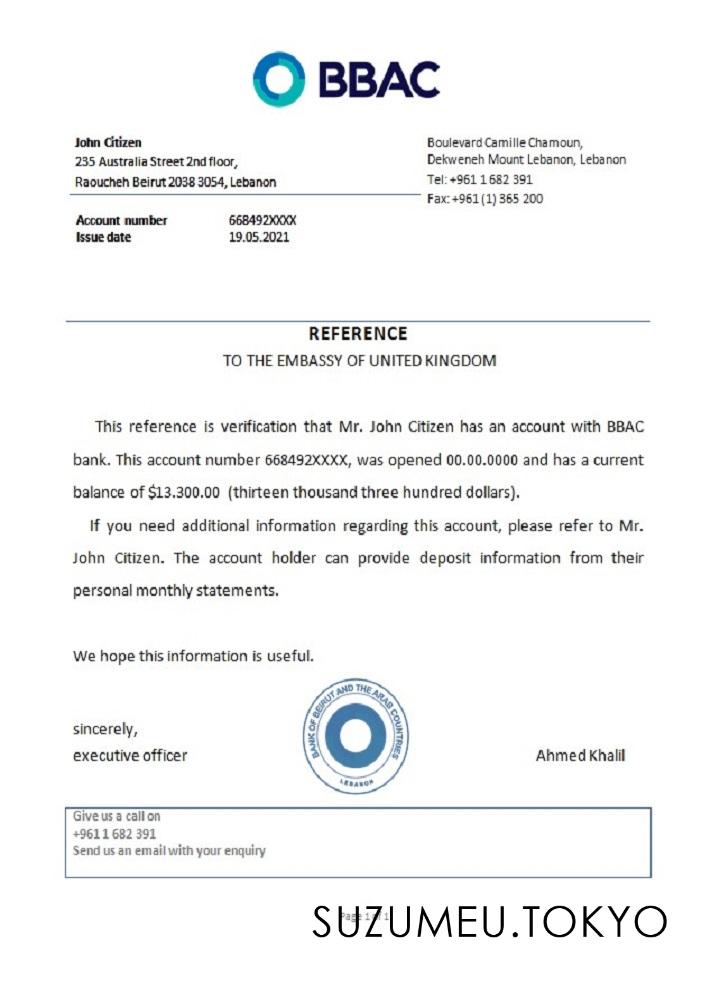 BBAC
John Citizen
235 Australia Street 2nd floor,
Raoucheh Beirut 2038 3054, Lebanon
Boulevard Camille Chamoun,
Dekweneh Mount Lebanon, Lebanon
Tel: +961 1 682 391
Fax: +961 (1) 365 200
Account number 668492XXXX
Issue date 19.05.2021
REFERENCE
TO THE EMBASSY OF UNITED KINGDOM
This reference is verification that Mr. John Citizen has an account with BBAC
bank. This account number 668492XXXX, was opened 00.00.0000 and has a current
balance of $13.300.00 (thirteen thousand three hundred dollars).
If you need additional information regarding this account, please refer to Mr.
John Citizen. The account holder can provide deposit information from their
personal monthly statements.
We hope this information is useful.
BANK OF BEIRUT AND THE ARAB COUNTRIES
LEBANON
sincerely,
executive officer
Ahmed Khalil
Give us a call on
+961 1 682 391
Send us an email with your enquiry
Page 1 of 1
SUZUMEU.TOKYO